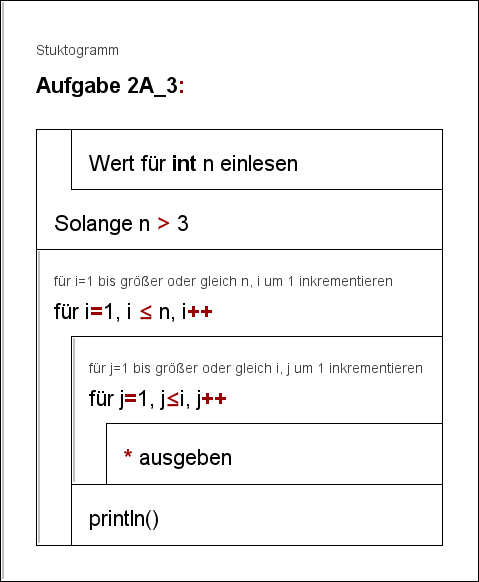 Stuktogramm
Aufgabe 2A_3:
Wert für int n einlesen
Solange n > 3
für i=1 bis größer oder gleich n, i um 1 inkrementieren
für i=1, i ≤ n, i++
für j=1 bis größer oder gleich i, j um 1 inkrementieren
für j=1, j≤i, j++
* ausgeben
println()